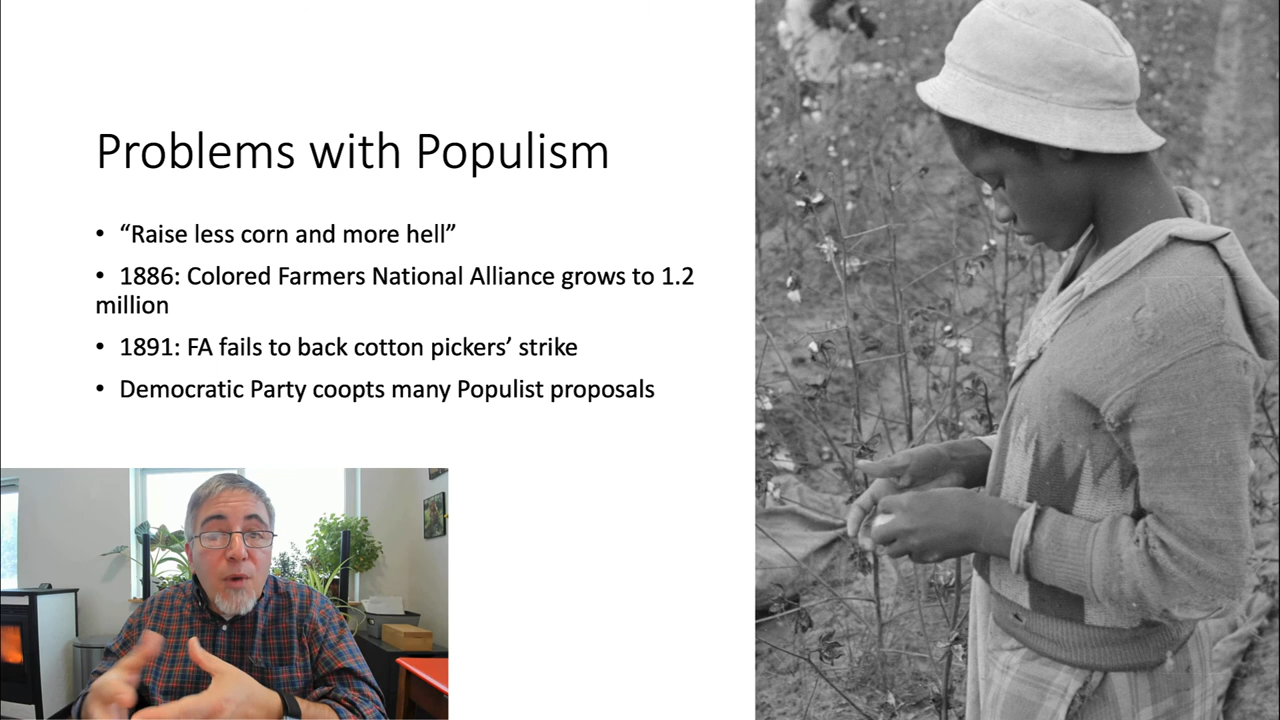 Problems with Populism
• “Raise less corn and more hell”
• 1886: Colored Farmers National Alliance grows to 1.2
million
• 1891: FA fails to back cotton pickers’ strike
• Democratic Party coopts many Populist proposals